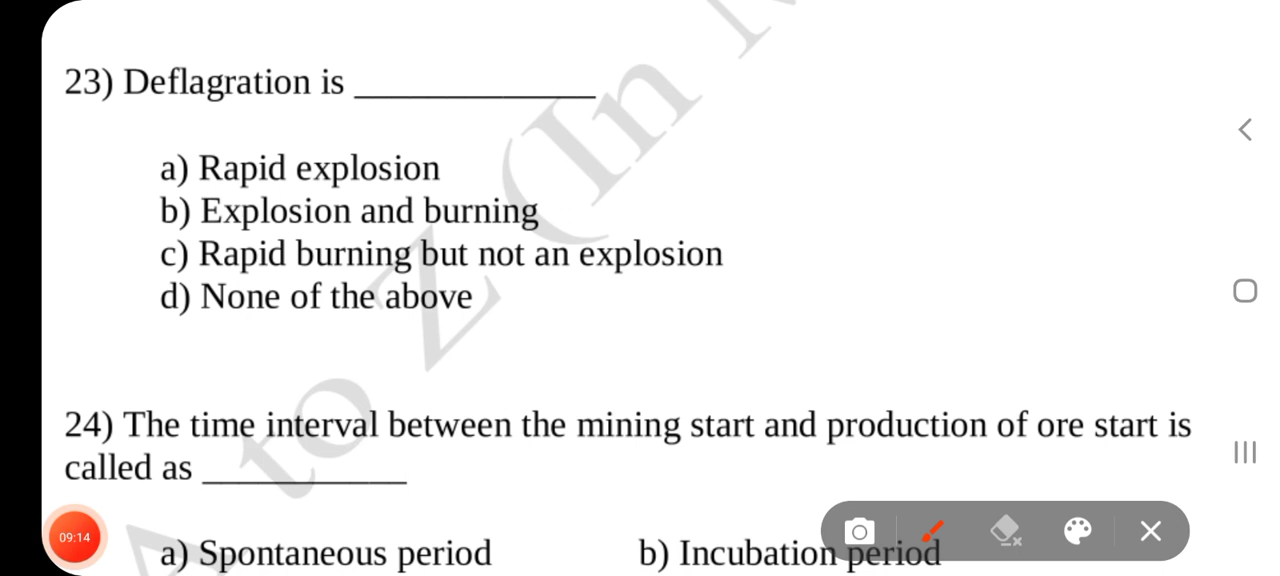 23) Deflagration is ____________
a) Rapid explosion
b) Explosion and burning
c) Rapid burning but not an explosion
d) None of the above
24) The time interval between the mining start and production of ore start is
called as ___________
a) Spontaneous period b) Incubation period
09:14
A to Z (In